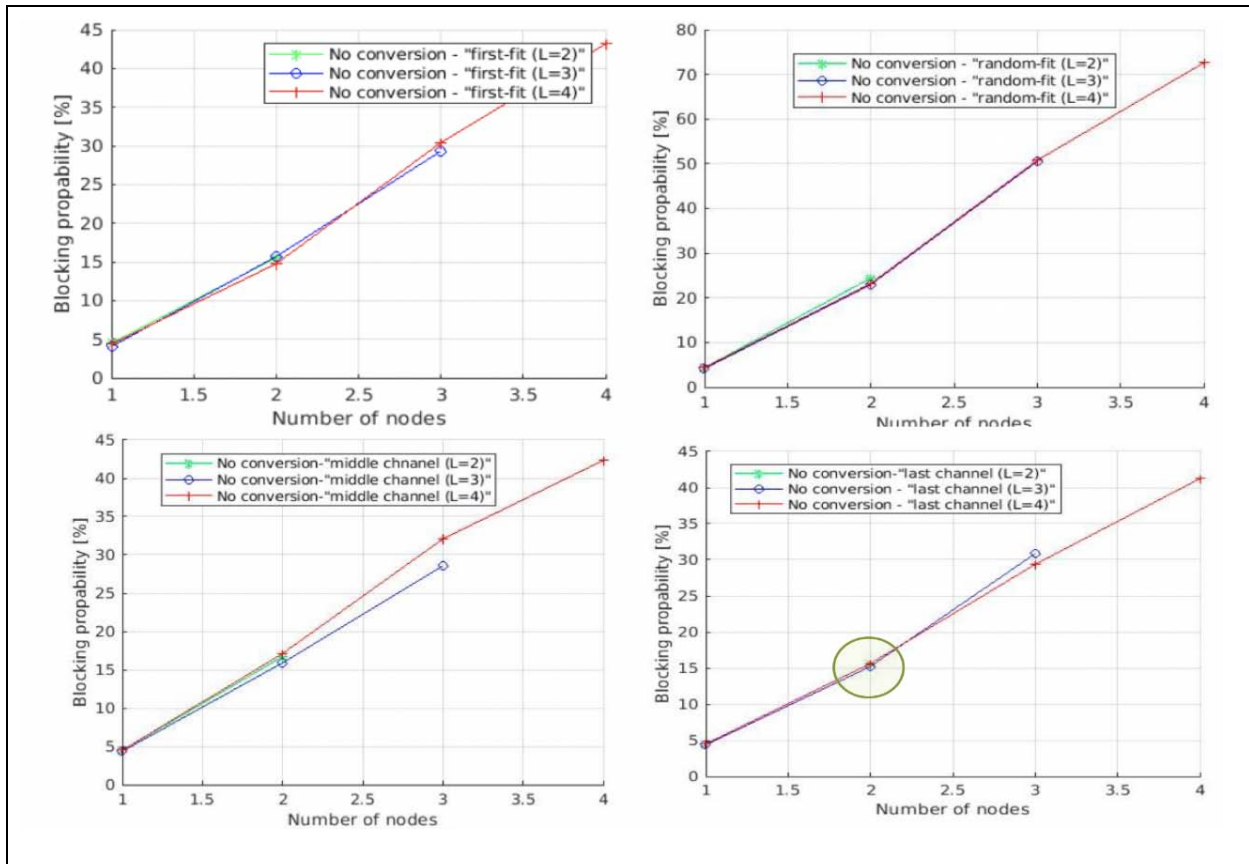 45
40
35
30
25
20
15
10
5
0
Blocking propability [%]
No conversion - "first-fit (L=2)"
No conversion - "first-fit (L=3)"
No conversion - "first-fit (L=4)"
1 1.5 2 2.5 3 3.5 4
Number of nodes
80
70
60
50
40
30
20
10
0
Blocking propability [%]
No conversion - "random-fit (L=2)"
No conversion - "random-fit (L=3)"
No conversion - "random-fit (L=4)"
1 1.5 2 2.5 3 3.5 4
Number of nodes
45
40
35
30
25
20
15
10
5
0
Blocking propability [%]
No conversion-"middle chnannel (L=2)"
No conversion-"middle channel (L=3)"
No conversion-"middle channel (L=4)"
1 1.5 2 2.5 3 3.5 4
Number of nodes
45
40
35
30
25
20
15
10
5
0
Blocking propability [%]
No conversion-"last channel (L=2)"
No conversion - "last channel (L=3)"
No conversion - "last channel (L=4)"
1 1.5 2 2.5 3 3.5 4
Number of nodes